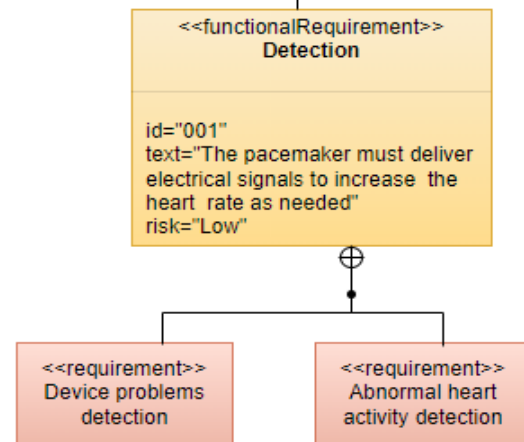 <<functionalRequirement>>
Detection
id="001"
text="The pacemaker must deliver
electrical signals to increase the
heart rate as needed"
risk="Low"
<<requirement>>
Device problems
detection
<<requirement>>
Abnormal heart
activity detection